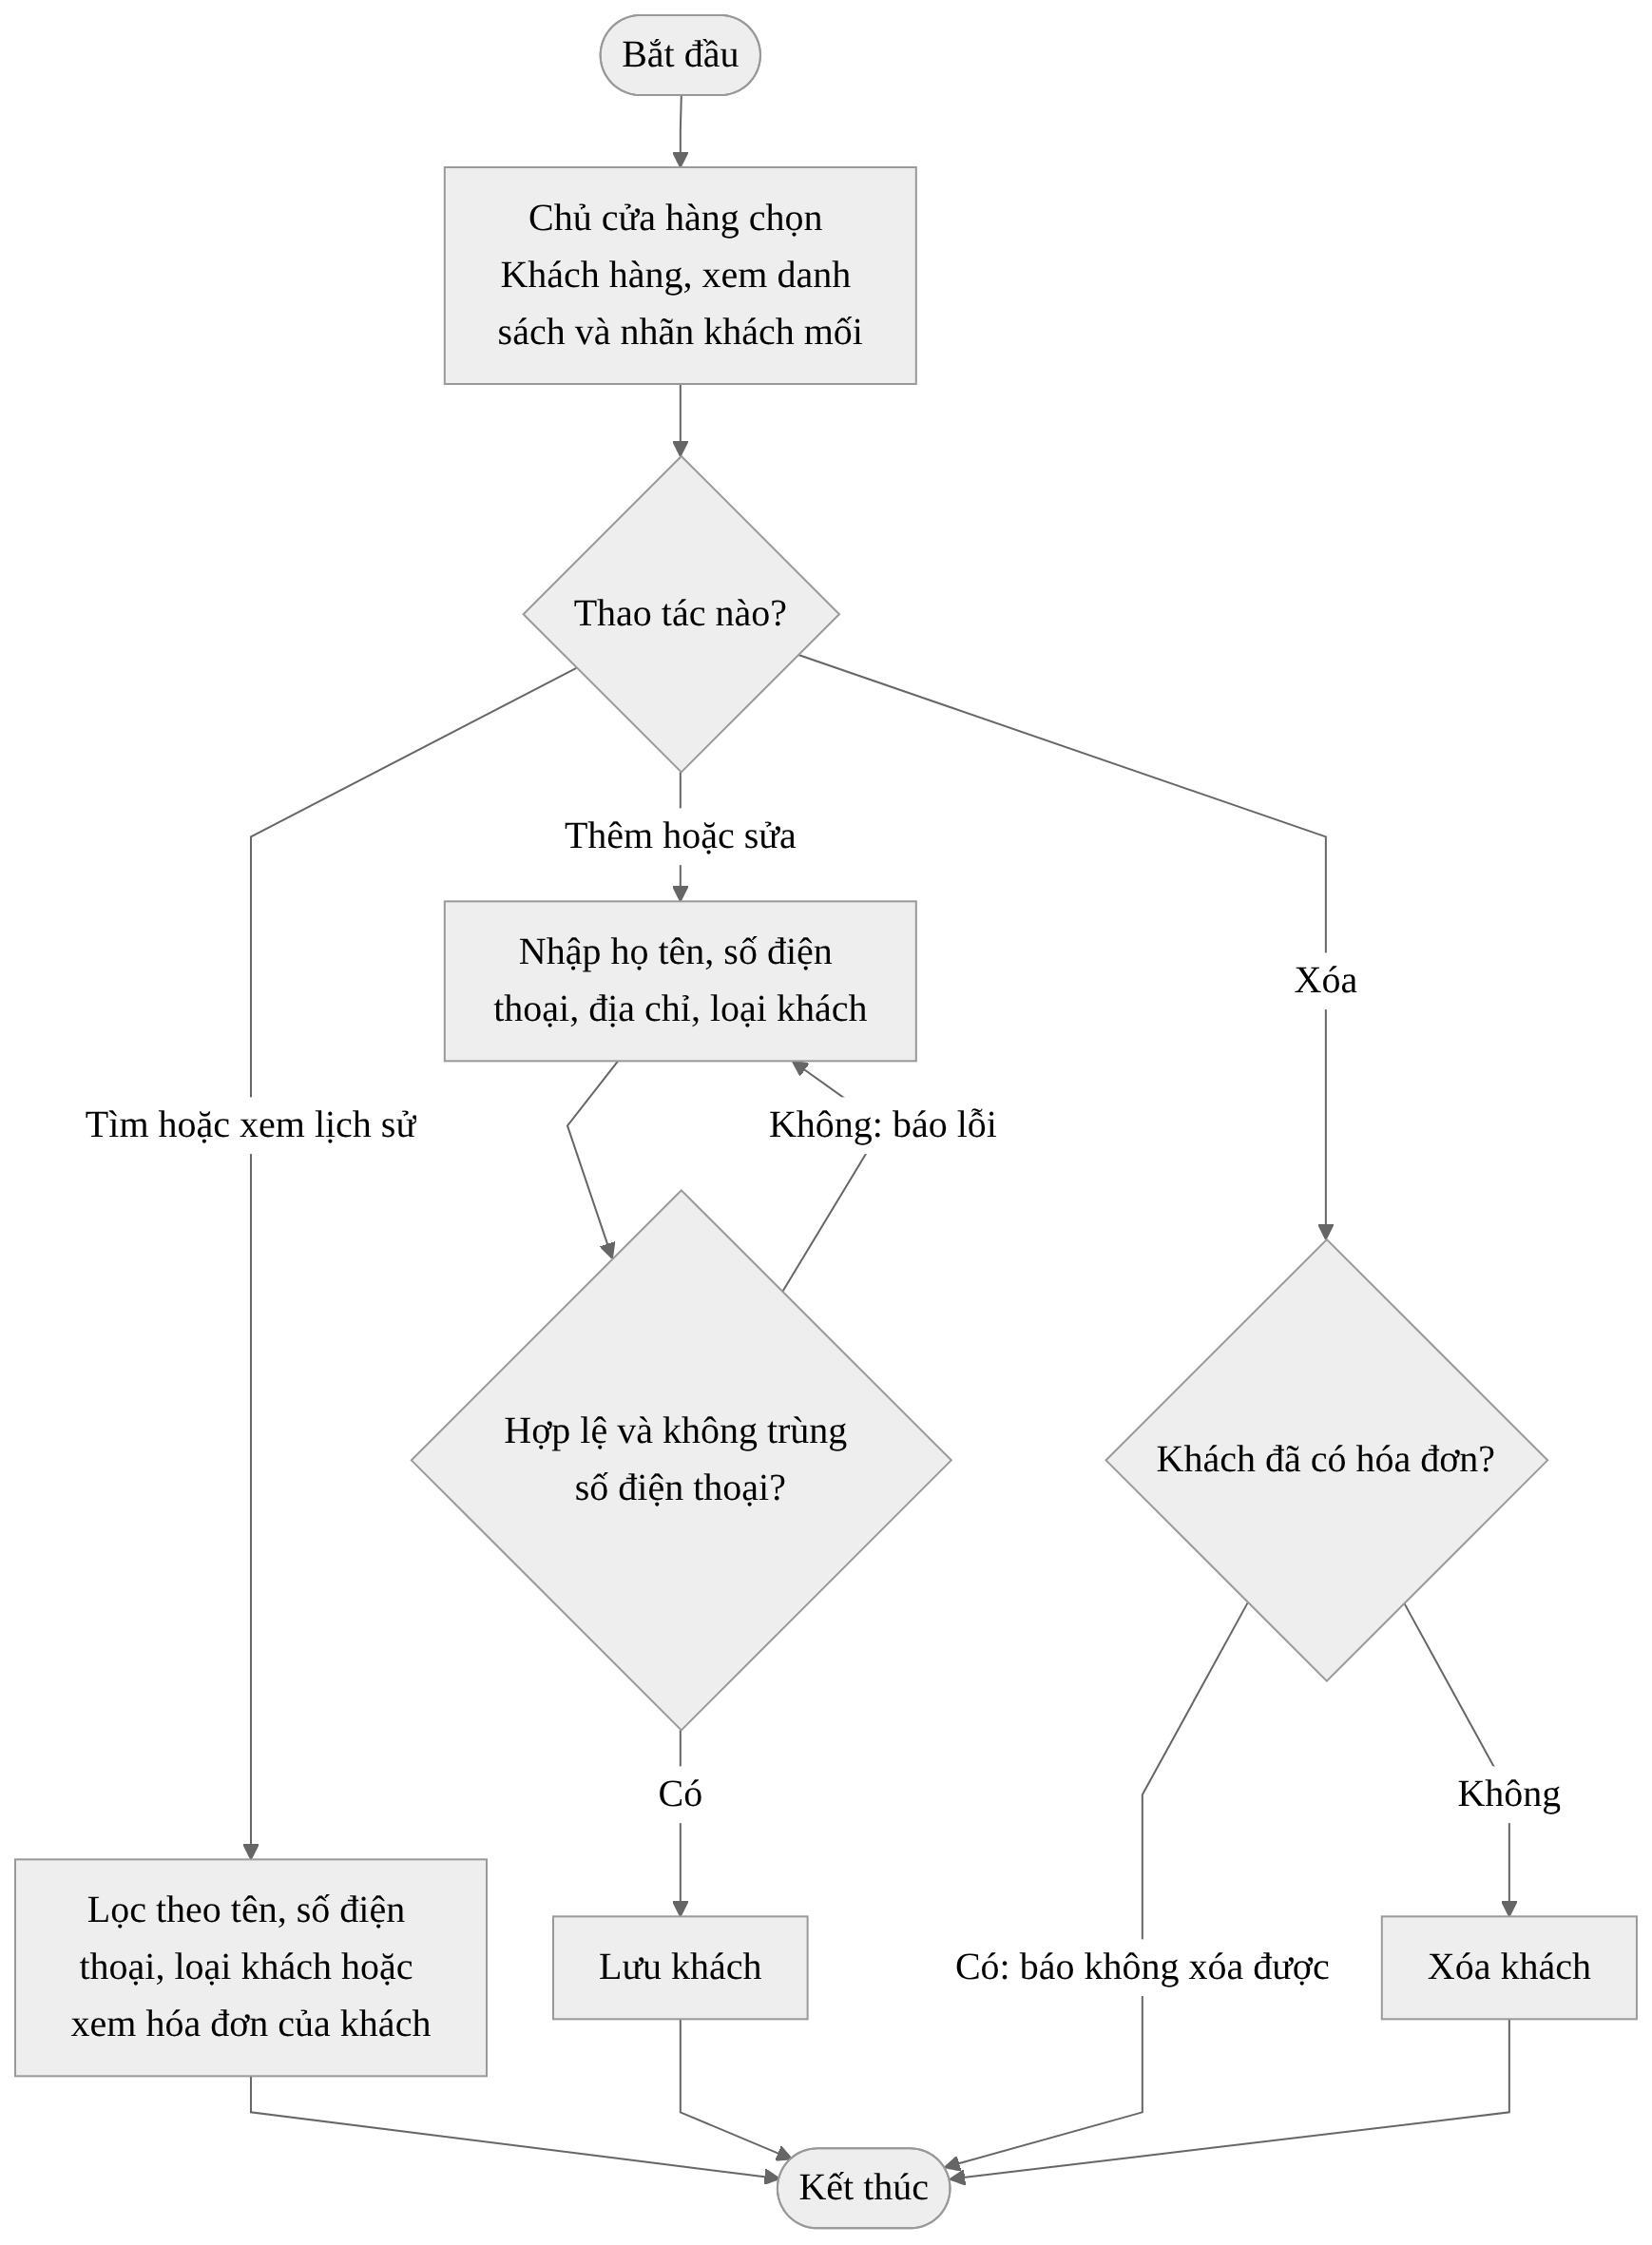 Bắt đầu
Chủ cửa hàng chọn
Khách hàng, xem danh
sách và nhãn khách mối
Thao tác nào?
Thêm hoặc sửa
Nhập họ tên, số điện
thoại, địa chỉ, loại khách
Xóa
Tìm hoặc xem lịch sử
Không: báo lỗi
Hợp lệ và không trùng
số điện thoại?
Khách đã có hóa đơn?
Có
Không
Lọc theo tên, số điện
thoại, loại khách hoặc
xem hóa đơn của khách
Lưu khách
Có: báo không xóa được
Xóa khách
Kết thúc